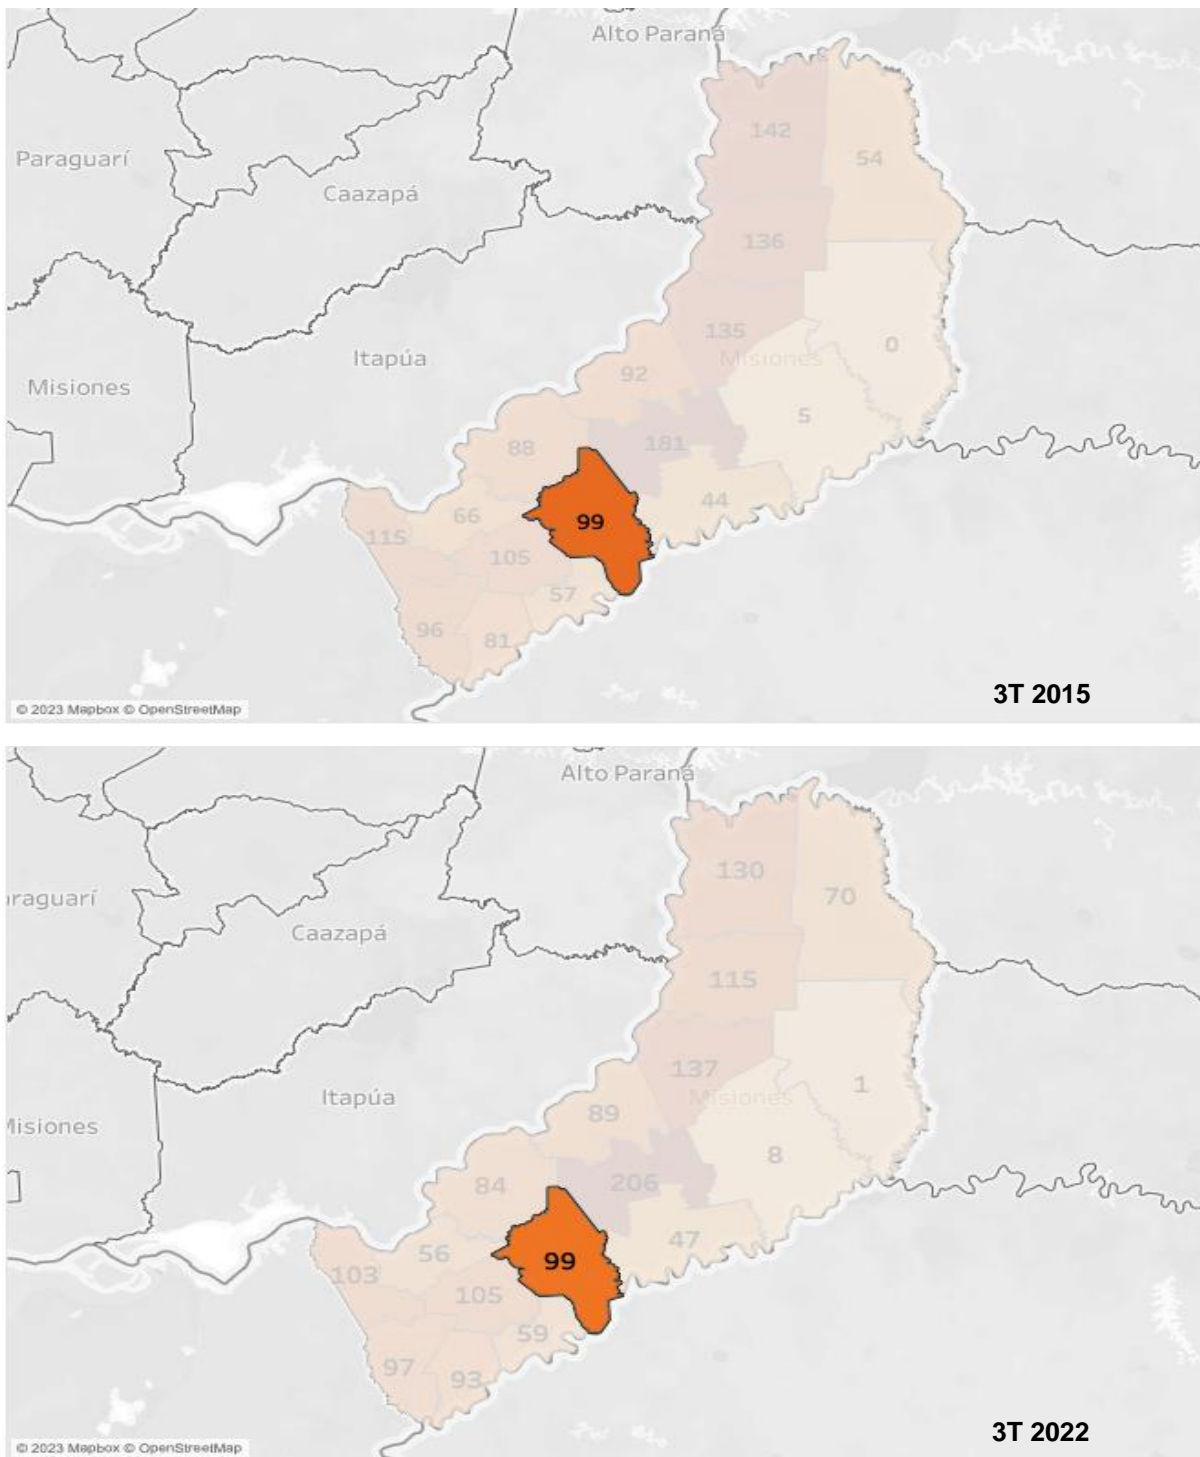 Alto Paraná
142
54
Paraguarí
Caazapá
136
135
0
Itapúa
Misiones
92
Misiones
5
88
181
44
66
99
115
105
57
96
81
3T 2015
© 2023 Mapbox © OpenStreetMap
Alto Paraná
130
70
araguarí
Caazapá
115
137
1
Itapúa
Misiones
89
Misiones
8
84
206
47
56
99
103
105
59
97
93
3T 2022
© 2023 Mapbox © OpenStreetMap